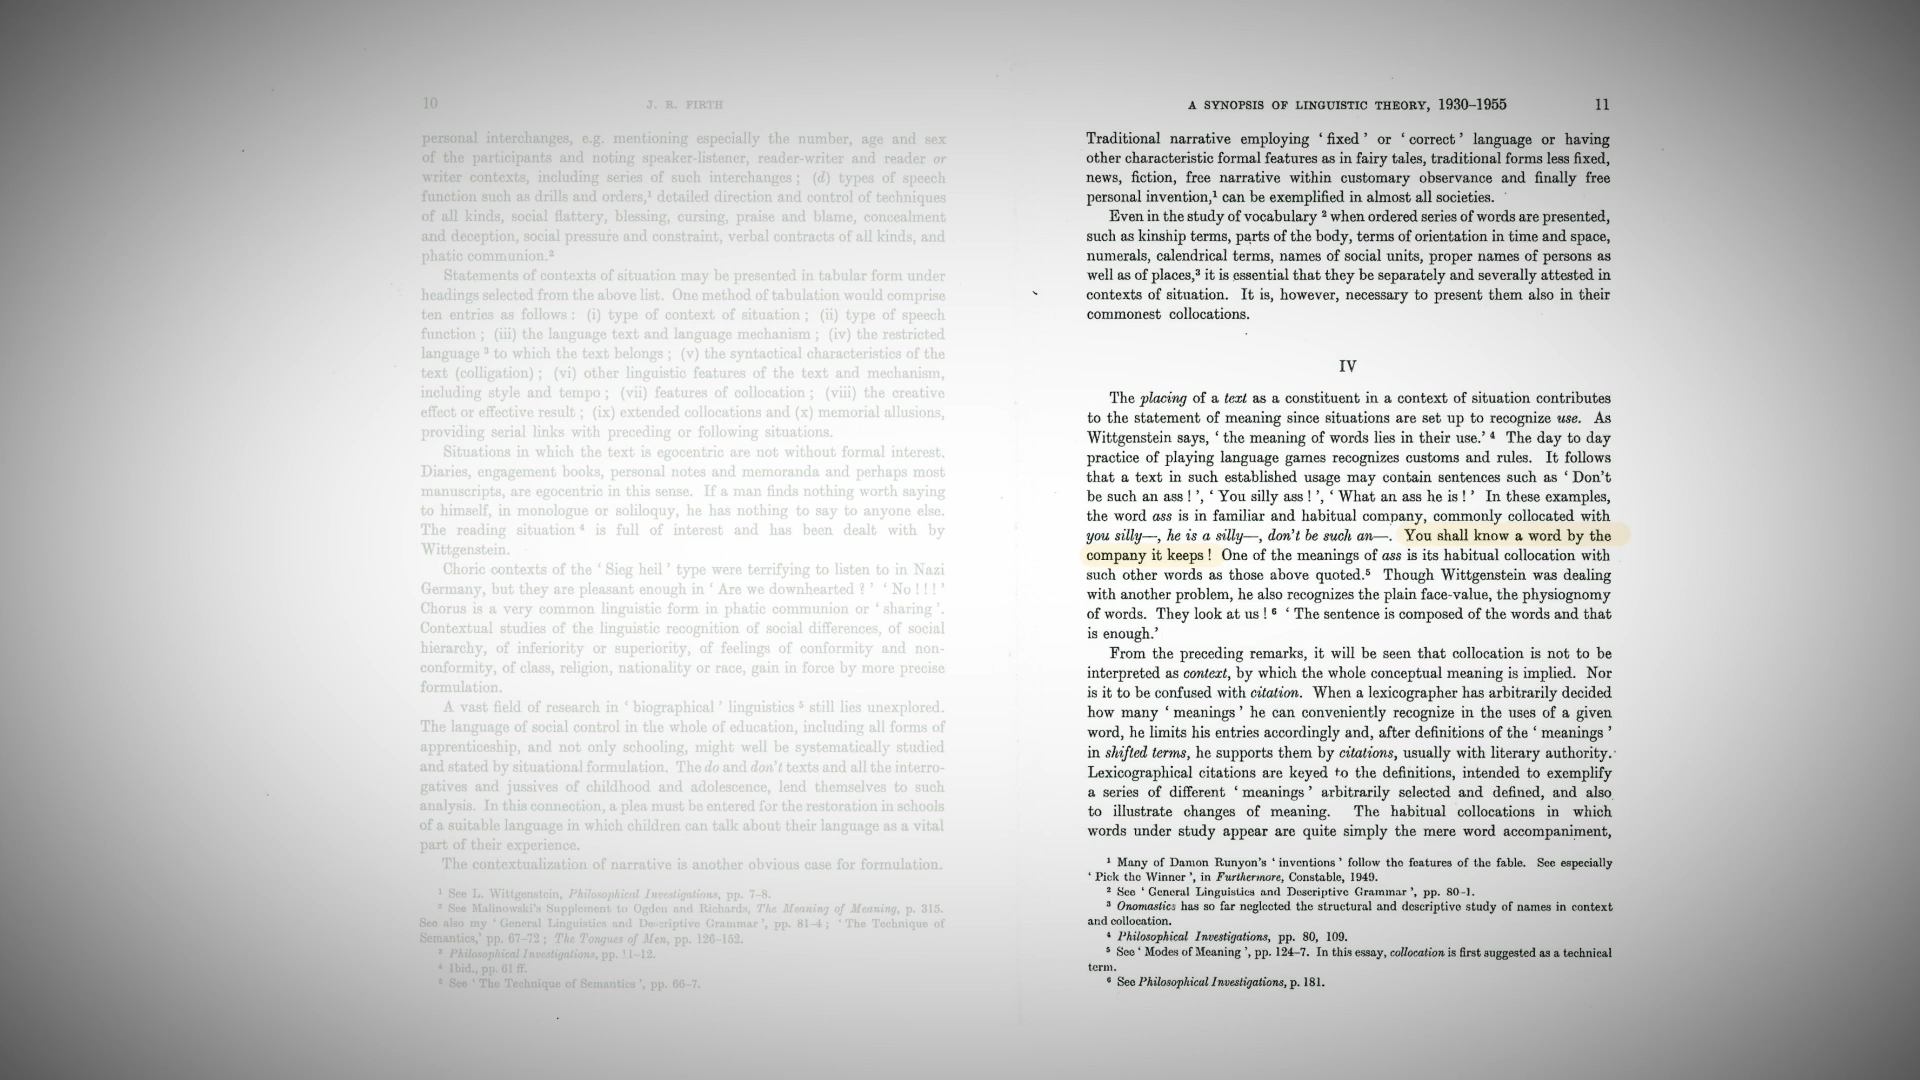 10
J. R. FIRTH
personal interchanges, e.g. mentioning especially the number, age and sex
of the participants and noting speaker-listener, reader-writer and reader or
writer contexts, including series of such interchanges ; (d) types of speech
function such as drills and orders,¹ detailed direction and control of techniques
of all kinds, social flattery, blessing, cursing, praise and blame, concealment
and deception, social pressure and constraint, verbal contracts of all kinds, and
phatic communion.²
Statements of contexts of situation may be presented in tabular form under
headings selected from the above list. One method of tabulation would comprise
ten entries as follows : (i) type of context of situation ; (ii) type of speech
function ; (iii) the language text and language mechanism ; (iv) the restricted
language ³ to which the text belongs ; (v) the syntactical characteristics of the
text (colligation) ; (vi) other linguistic features of the text and mechanism,
including style and tempo ; (vii) features of collocation ; (viii) the creative
effect or effective result ; (ix) extended collocations and (x) memorial allusions,
providing serial links with preceding or following situations.
Situations in which the text is egocentric are not without formal interest.
Diaries, engagement books, personal notes and memoranda and perhaps most
manuscripts, are egocentric in this sense. If a man finds nothing worth saying
to himself, in monologue or soliloquy, he has nothing to say to anyone else.
The reading situation ⁴ is full of interest and has been dealt with by
Wittgenstein.
Choric contexts of the ‘ Sieg heil ’ type were terrifying to listen to in Nazi
Germany, but they are pleasant enough in ‘ Are we downhearted ? ’ ‘ No ! ! ! ’
Chorus is a very common linguistic form in phatic communion or ‘ sharing ’.
Contextual studies of the linguistic recognition of social differences, of social
hierarchy, of inferiority or superiority, of feelings of conformity and non-
conformity, of class, religion, nationality or race, gain in force by more precise
formulation.
A vast field of research in ‘ biographical ’ linguistics ⁵ still lies unexplored.
The language of social control in the whole of education, including all forms of
apprenticeship, and not only schooling, might well be systematically studied
and stated by situational formulation. The do and don’t texts and all the interro-
gatives and jussives of childhood and adolescence, lend themselves to such
analysis. In this connection, a plea must be entered for the restoration in schools
of a suitable language in which children can talk about their language as a vital
part of their experience.
The contextualization of narrative is another obvious case for formulation.
¹ See L. Wittgenstein, Philosophical Investigations, pp. 7–8.
² See Malinowski’s Supplement to Ogden and Richards, The Meaning of Meaning, p. 315.
See also my ‘ General Linguistics and Descriptive Grammar ’, pp. 81–4 ; ‘ The Technique of
Semantics,’ pp. 67–72 ; The Tongues of Men, pp. 126–152.
³ Philosophical Investigations, pp. 11–12.
⁴ Ibid., pp. 61 ff.
⁵ See ‘ The Technique of Semantics ’, pp. 66–7.
A SYNOPSIS OF LINGUISTIC THEORY, 1930–1955
11
Traditional narrative employing ‘ fixed ’ or ‘ correct ’ language or having
other characteristic formal features as in fairy tales, traditional forms less fixed,
news, fiction, free narrative within customary observance and finally free
personal invention,¹ can be exemplified in almost all societies.
Even in the study of vocabulary ² when ordered series of words are presented,
such as kinship terms, parts of the body, terms of orientation in time and space,
numerals, calendrical terms, names of social units, proper names of persons as
well as of places,³ it is essential that they be separately and severally attested in
contexts of situation. It is, however, necessary to present them also in their
commonest collocations.
IV
The placing of a text as a constituent in a context of situation contributes
to the statement of meaning since situations are set up to recognize use. As
Wittgenstein says, ‘ the meaning of words lies in their use.’ ⁴ The day to day
practice of playing language games recognizes customs and rules. It follows
that a text in such established usage may contain sentences such as ‘ Don’t
be such an ass ! ’, ‘ You silly ass ! ’, ‘ What an ass he is ! ’ In these examples,
the word ass is in familiar and habitual company, commonly collocated with
you silly—, he is a silly—, don’t be such an—. You shall know a word by the
company it keeps ! One of the meanings of ass is its habitual collocation with
such other words as those above quoted.⁵ Though Wittgenstein was dealing
with another problem, he also recognizes the plain face-value, the physiognomy
of words. They look at us ! ⁶ ‘ The sentence is composed of the words and that
is enough.’
From the preceding remarks, it will be seen that collocation is not to be
interpreted as context, by which the whole conceptual meaning is implied. Nor
is it to be confused with citation. When a lexicographer has arbitrarily decided
how many ‘ meanings ’ he can conveniently recognize in the uses of a given
word, he limits his entries accordingly and, after definitions of the ‘ meanings ’
in shifted terms, he supports them by citations, usually with literary authority.
Lexicographical citations are keyed to the definitions, intended to exemplify
a series of different ‘ meanings ’ arbitrarily selected and defined, and also
to illustrate changes of meaning. The habitual collocations in which
words under study appear are quite simply the mere word accompaniment,
¹ Many of Damon Runyon’s ‘ inventions ’ follow the features of the fable. See especially
‘ Pick the Winner ’, in Furthermore, Constable, 1949.
² See ‘ General Linguistics and Descriptive Grammar ’, pp. 80–1.
³ Onomastics has so far neglected the structural and descriptive study of names in context
and collocation.
⁴ Philosophical Investigations, pp. 80, 109.
⁵ See ‘ Modes of Meaning ’, pp. 124–7. In this essay, collocation is first suggested as a technical
term.
⁶ See Philosophical Investigations, p. 181.